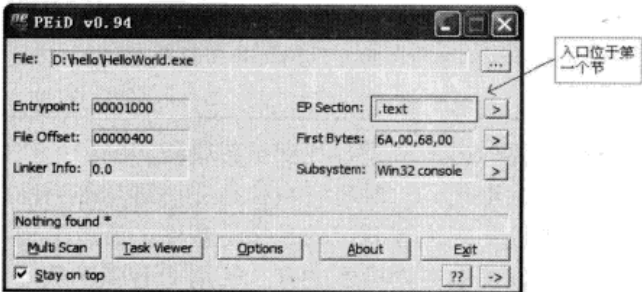 PEiD v0.94
File: D:\hello\HelloWorld.exe ...
入口位于第
一个节
Entrypoint: 00001000 EP Section: .text >
File Offset: 00000400 First Bytes: 6A,00,68,00 >
Linker Info: 0.0 Subsystem: Win32 console >
Nothing found *
Multi Scan Task Viewer Options About Exit
Stay on top ?? ->